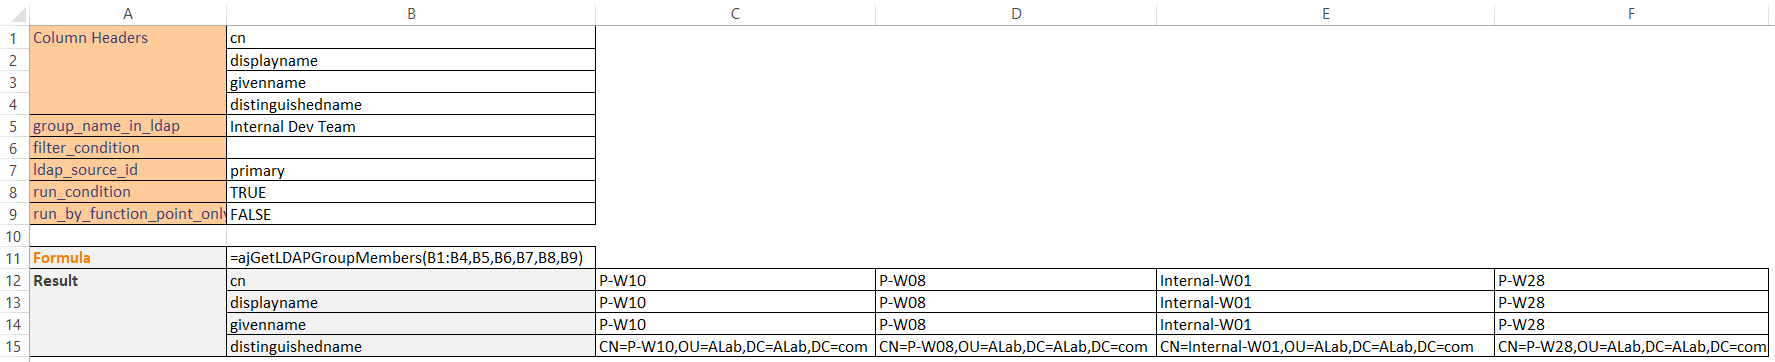 A B C D E F
1 Column Headers cn
2 displayname
3 givenname
4 distinguishedname
5 group_name_in_ldap Internal Dev Team
6 filter_condition
7 ldap_source_id primary
8 run_condition TRUE
9 run_by_function_point_only FALSE
10
11 Formula =ajGetLDAPGroupMembers(B1:B4,B5,B6,B7,B8,B9)
12 Result cn P-W10 P-W08 Internal-W01 P-W28
13 displayname P-W10 P-W08 Internal-W01 P-W28
14 givenname P-W10 P-W08 Internal-W01 P-W28
15 distinguishedname CN=P-W10,OU=ALab,DC=ALab,DC=com CN=P-W08,OU=ALab,DC=ALab,DC=com CN=Internal-W01,OU=ALab,DC=ALab,DC=com CN=P-W28,OU=ALab,DC=ALab,DC=com